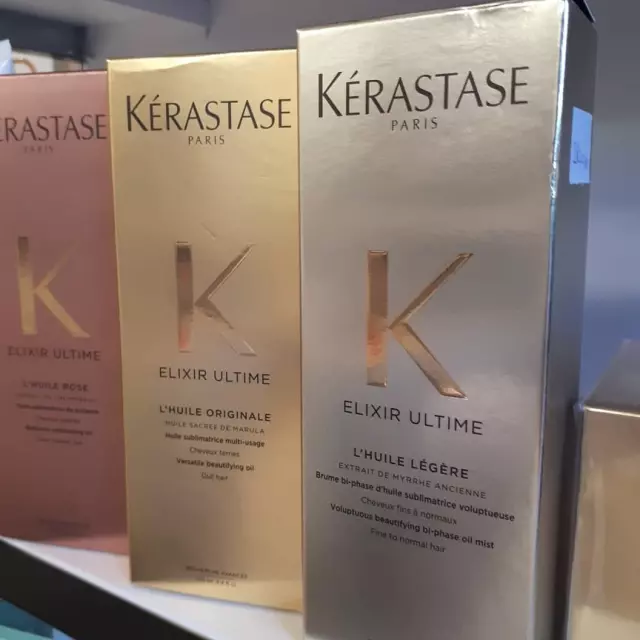 KÉRASTASE
PARIS
K
ELIXIR ULTIME
L'HUILE ROSE
KÉRASTASE
PARIS
K
ELIXIR ULTIME
L'HUILE ORIGINALE
HUILE SACRÉE DE MARULA
Huile sublimatrice multi-usage
Cheveux ternes
Versatile beautifying oil
Dull hair
KÉRASTASE
PARIS
K
ELIXIR ULTIME
L'HUILE LÉGÈRE
EXTRAIT DE MYRRHE ANCIENNE
Brume bi-phase d'huile sublimatrice voluptueuse
Cheveux fins à normaux
Voluptuous beautifying bi-phase oil mist
Fine to normal hair